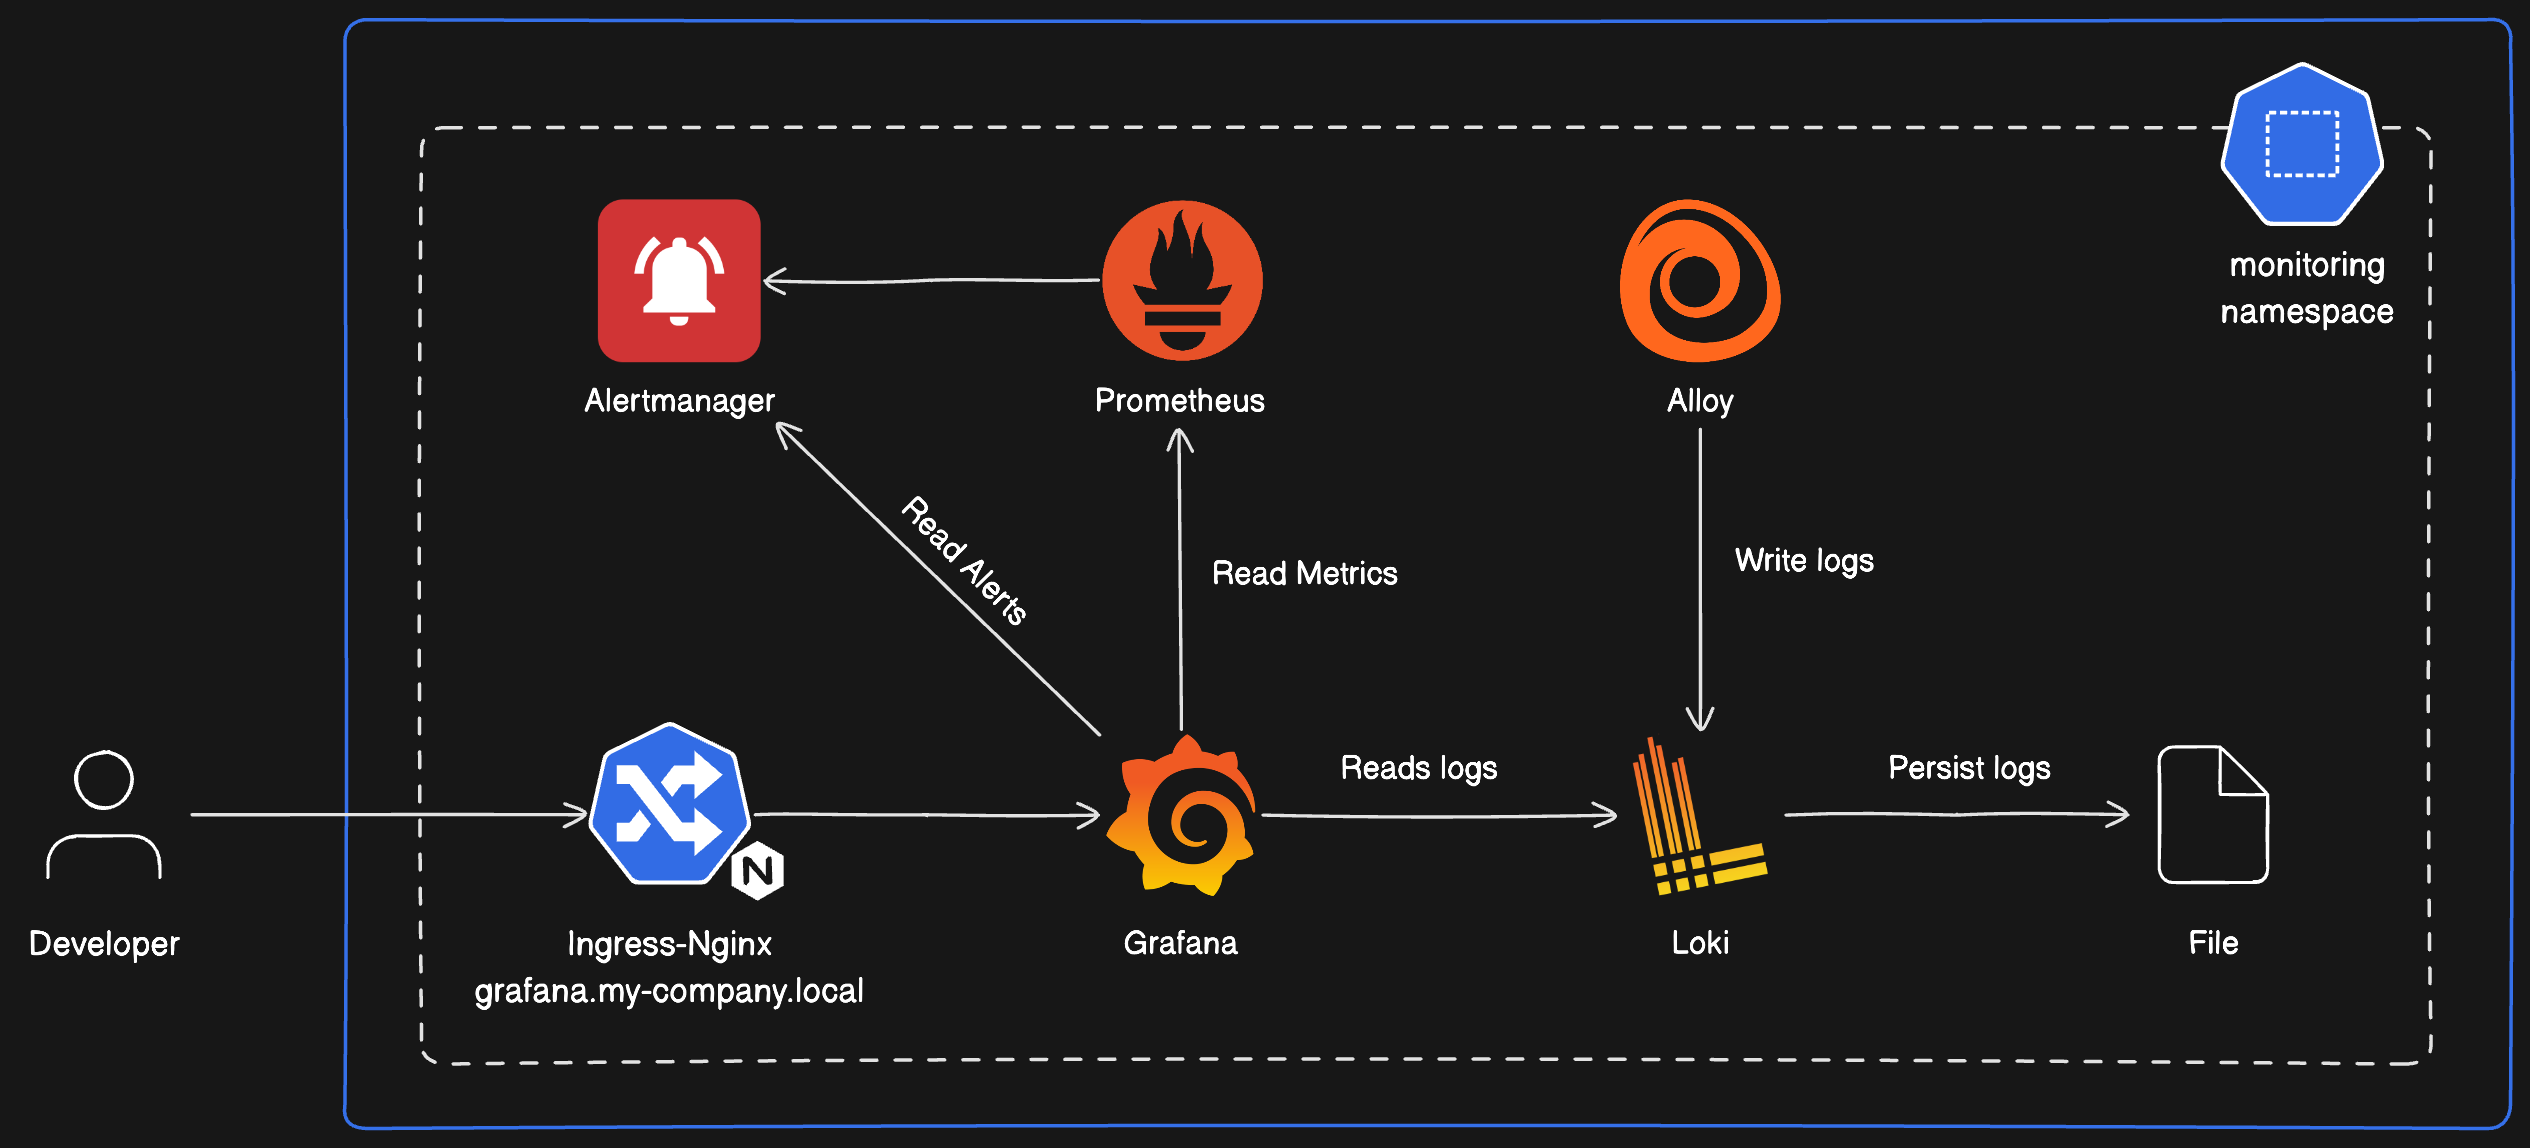 monitoring
namespace
Alertmanager
Prometheus
Alloy
Read Alerts
Read Metrics
Write logs
Reads logs
Persist logs
N
Developer
Ingress-Nginx
grafana.my-company.local
Grafana
Loki
File